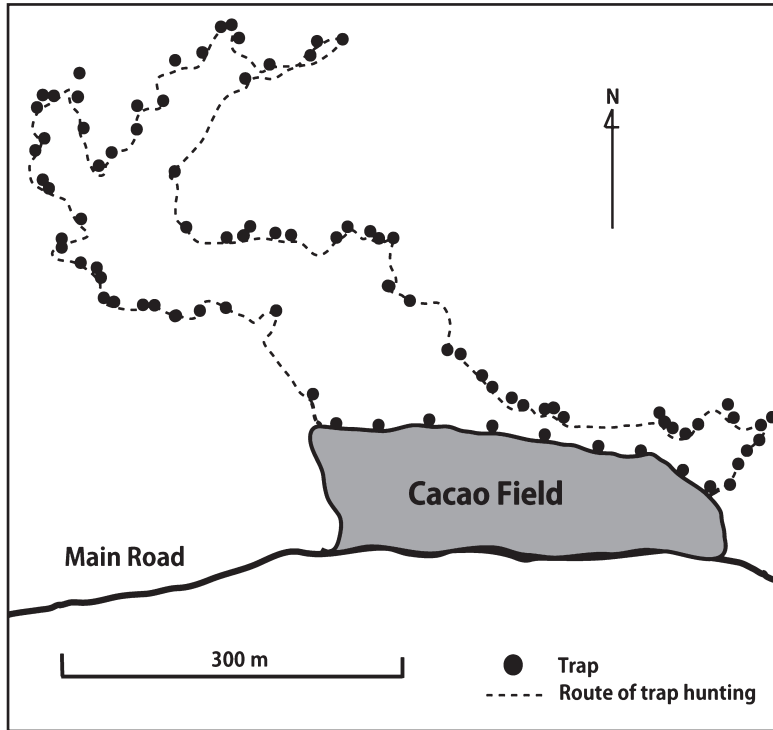 N
Cacao Field
Main Road
300 m
Trap
Route of trap hunting